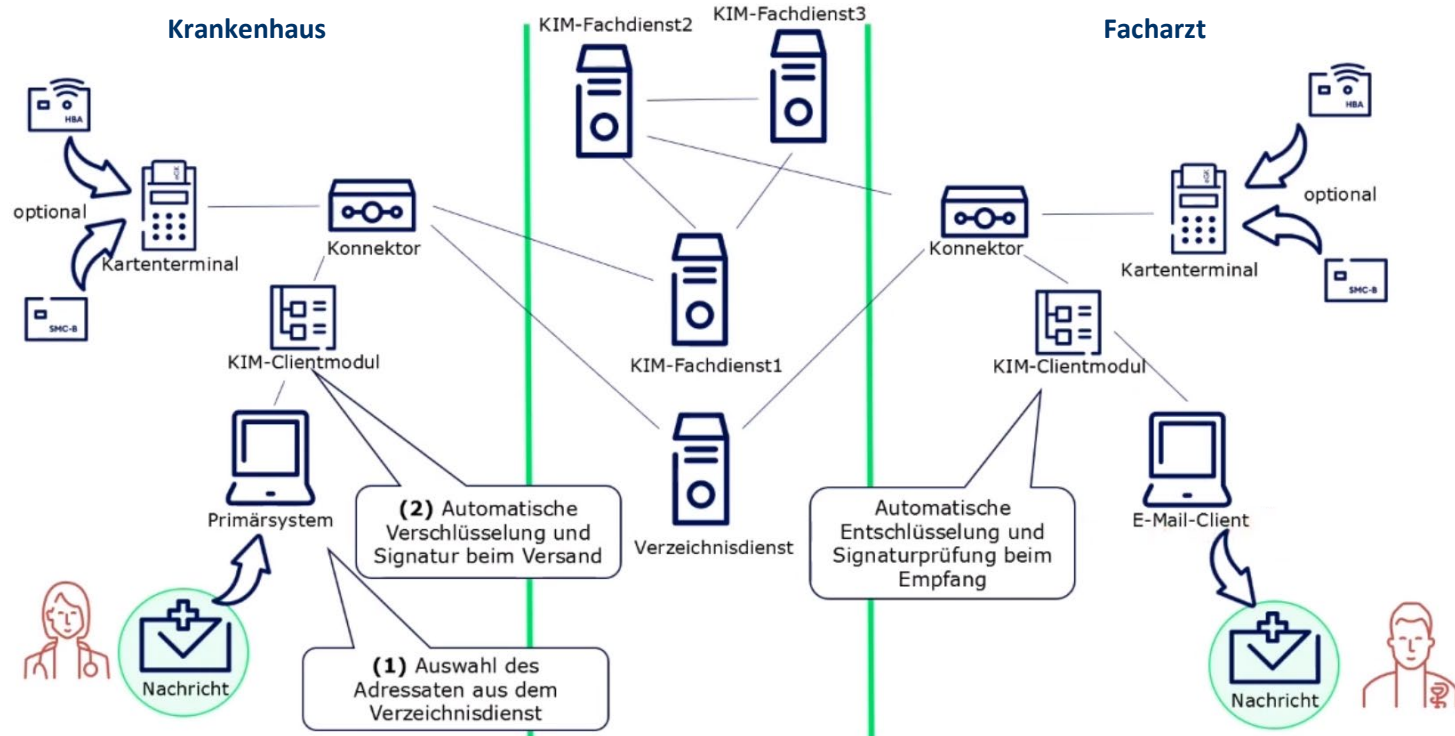 Krankenhaus
KIM-Fachdienst2
KIM-Fachdienst3
Facharzt
HBA
optional
eGK
Kartenterminal
SMC-B
Konnektor
KIM-Clientmodul
Primärsystem
Nachricht
(2) Automatische
Verschlüsselung und
Signatur beim Versand
(1) Auswahl des
Adressaten aus dem
Verzeichnisdienst
KIM-Fachdienst1
Verzeichnisdienst
Konnektor
KIM-Clientmodul
Automatische
Entschlüsselung und
Signaturprüfung beim
Empfang
HBA
optional
eGK
Kartenterminal
SMC-B
E-Mail-Client
Nachricht